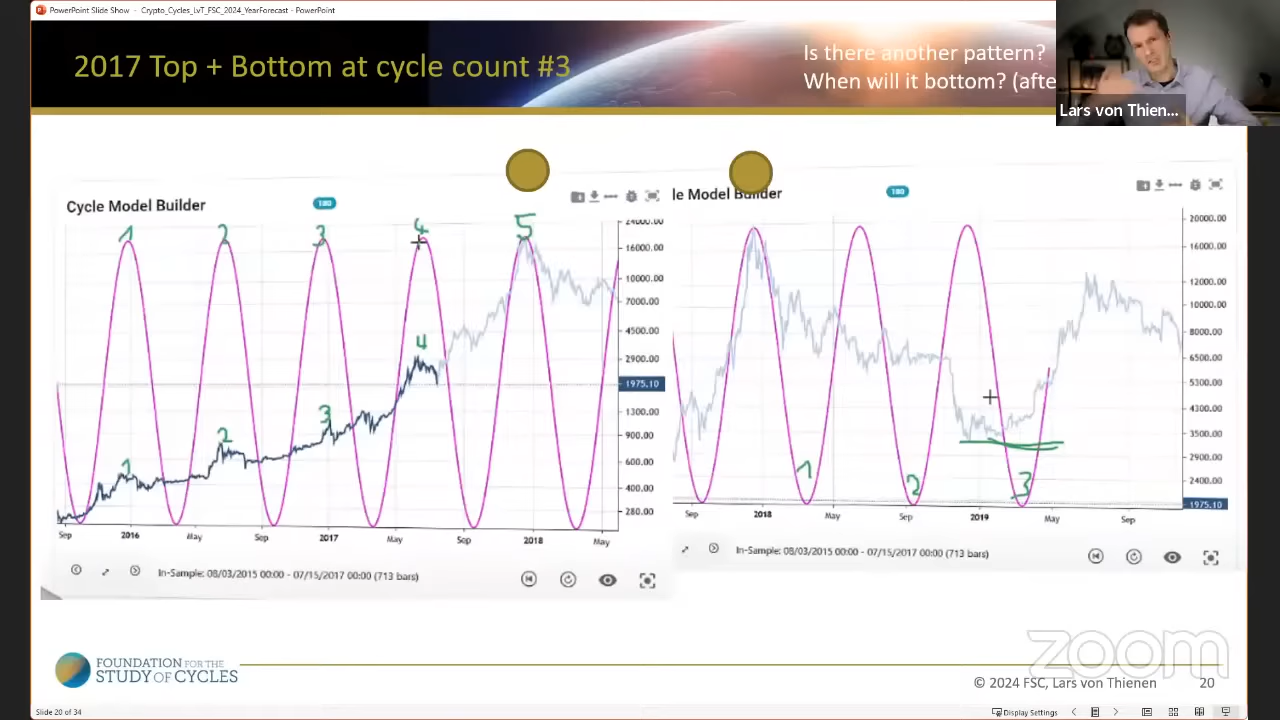 PowerPoint Slide Show - Crypto_Cycles_LvT_FSC_2024_YearForecast - PowerPoint
2017 Top + Bottom at cycle count #3
Is there another pattern?
When will it bottom? (afte
Lars von Thien...
Cycle Model Builder
180
1 2 3 4 5
1 2 3 4
24000.00
16000.00
10000.00
7000.00
4500.00
2900.00
1975.10
1300.00
900.00
600.00
400.00
280.00
Sep 2016 May Sep 2017 May Sep 2018 May
In-Sample: 08/03/2015 00:00 - 07/15/2017 00:00 (713 bars)
le Model Builder
180
1 2 3
20000.00
16000.00
12000.00
10000.00
8000.00
6500.00
5300.00
4300.00
3500.00
2900.00
2400.00
1975.10
Sep 2018 May Sep 2019 May Sep
In-Sample: 08/03/2015 00:00 - 07/15/2017 00:00 (713 bars)
FOUNDATION FOR THE
STUDY OF CYCLES
zoom
© 2024 FSC, Lars von Thienen 20
Slide 20 of 34
Display Settings